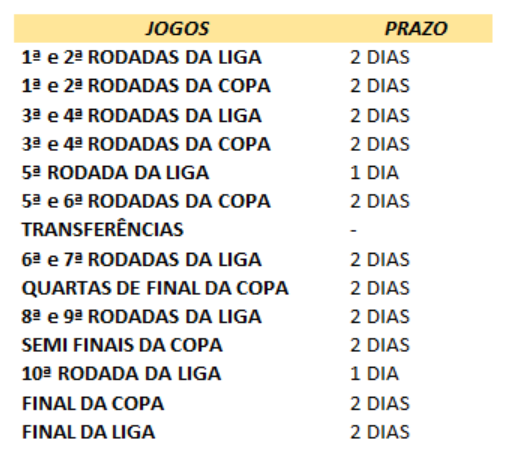 JOGOS PRAZO
1ª e 2ª RODADAS DA LIGA 2 DIAS
1ª e 2ª RODADAS DA COPA 2 DIAS
3ª e 4ª RODADAS DA LIGA 2 DIAS
3ª e 4ª RODADAS DA COPA 2 DIAS
5ª RODADA DA LIGA 1 DIA
5ª e 6ª RODADAS DA COPA 2 DIAS
TRANSFERÊNCIAS -
6ª e 7ª RODADAS DA LIGA 2 DIAS
QUARTAS DE FINAL DA COPA 2 DIAS
8ª e 9ª RODADAS DA LIGA 2 DIAS
SEMI FINAIS DA COPA 2 DIAS
10ª RODADA DA LIGA 1 DIA
FINAL DA COPA 2 DIAS
FINAL DA LIGA 2 DIAS